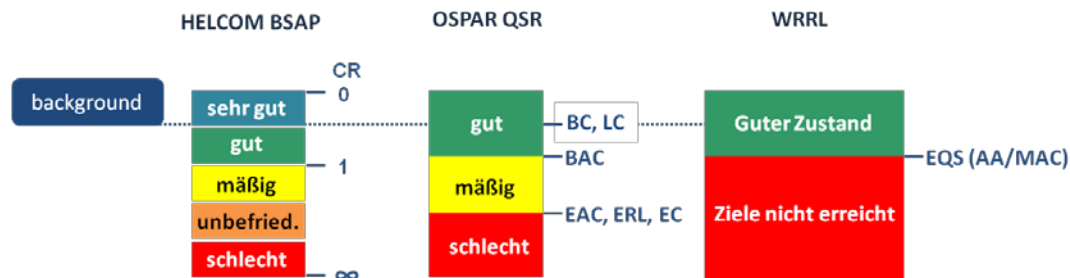 HELCOM BSAP
OSPAR QSR
WRRL
CR
0
background
sehr gut
gut
1
mäßig
unbefried.
schlecht
∞
gut
BC, LC
BAC
mäßig
EAC, ERL, EC
schlecht
Guter Zustand
EQS (AA/MAC)
Ziele nicht erreicht